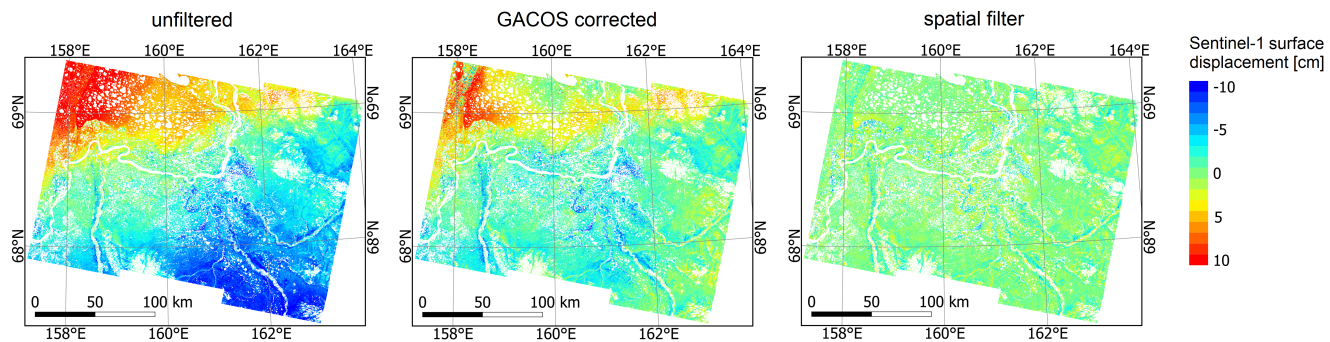 unfiltered
GACOS corrected
spatial filter
158°E 160°E 162°E 164°E
158°E 160°E 162°E 164°E
158°E 160°E 162°E 164°E
Sentinel-1 surface
displacement [cm]
-10
-5
0
5
10
69°N 69°N
68°N 68°N
69°N 69°N
68°N 68°N
69°N 69°N
68°N 68°N
0 50 100 km
0 50 100 km
0 50 100 km
158°E 160°E 162°E
158°E 160°E 162°E
158°E 160°E 162°E